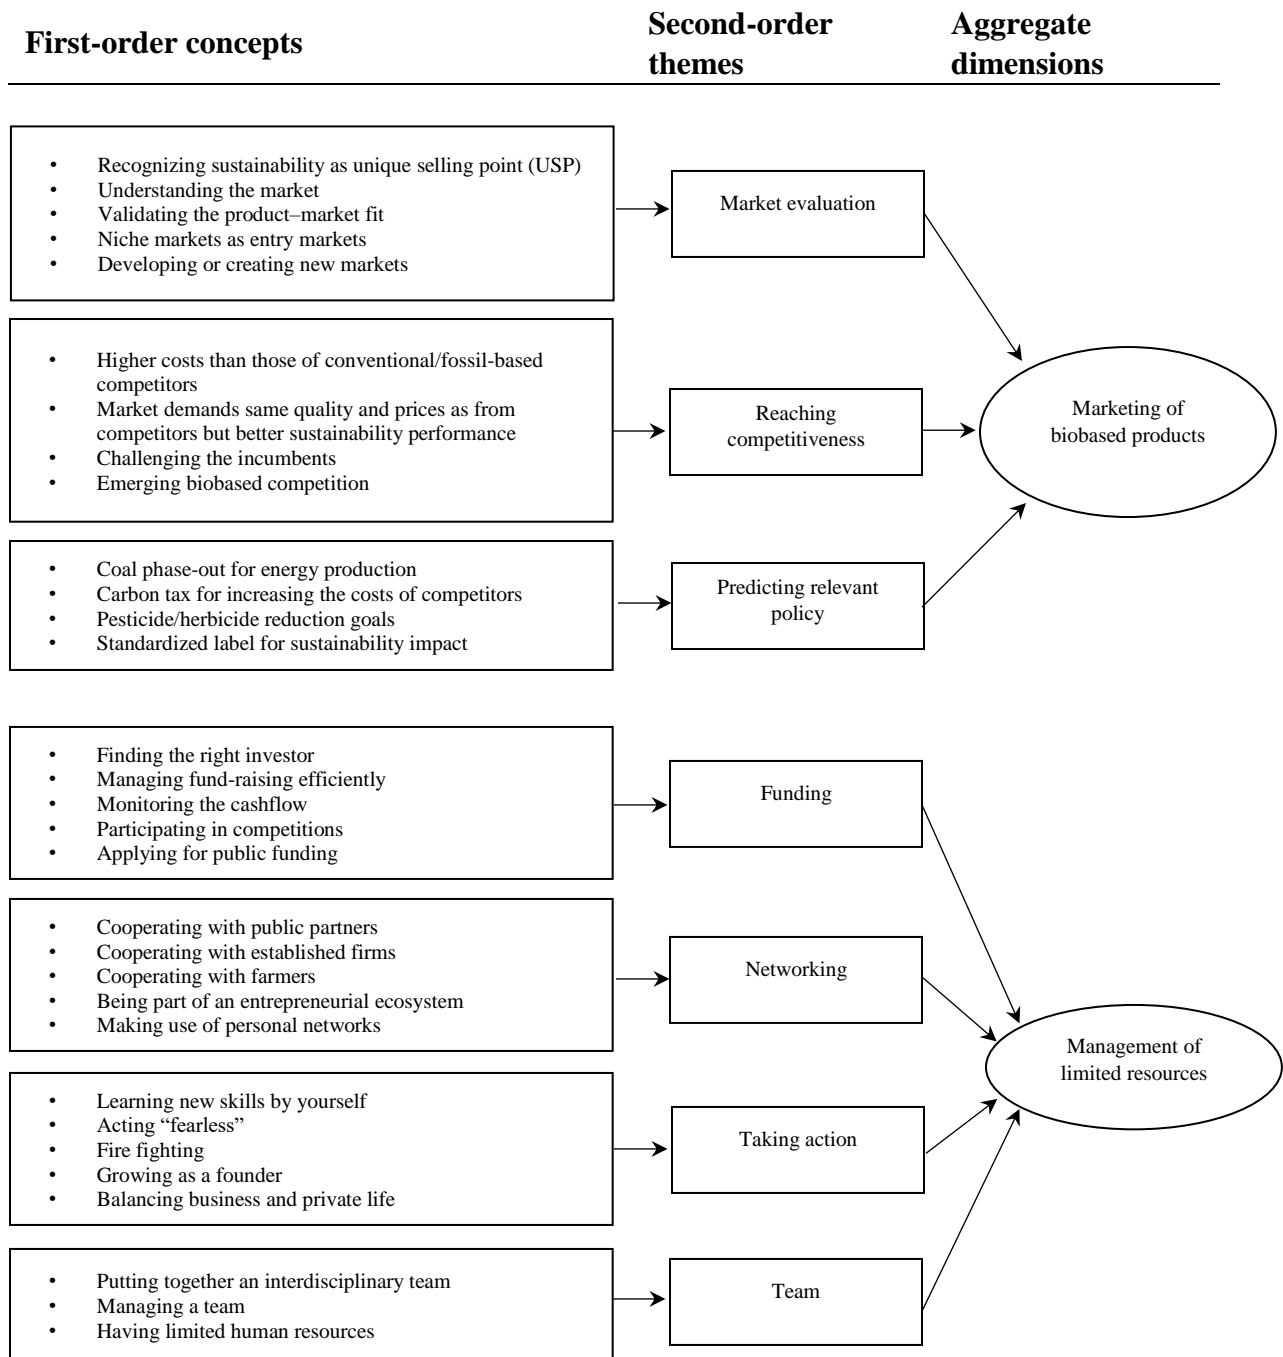 First-order concepts
Second-order
themes
Aggregate
dimensions
• Recognizing sustainability as unique selling point (USP)
• Understanding the market
• Validating the product–market fit
• Niche markets as entry markets
• Developing or creating new markets
Market evaluation
• Higher costs than those of conventional/fossil-based
competitors
• Market demands same quality and prices as from
competitors but better sustainability performance
• Challenging the incumbents
• Emerging biobased competition
Reaching
competitiveness
Marketing of
biobased products
• Coal phase-out for energy production
• Carbon tax for increasing the costs of competitors
• Pesticide/herbicide reduction goals
• Standardized label for sustainability impact
Predicting relevant
policy
• Finding the right investor
• Managing fund-raising efficiently
• Monitoring the cashflow
• Participating in competitions
• Applying for public funding
Funding
• Cooperating with public partners
• Cooperating with established firms
• Cooperating with farmers
• Being part of an entrepreneurial ecosystem
• Making use of personal networks
Networking
Management of
limited resources
• Learning new skills by yourself
• Acting “fearless”
• Fire fighting
• Growing as a founder
• Balancing business and private life
Taking action
• Putting together an interdisciplinary team
• Managing a team
• Having limited human resources
Team